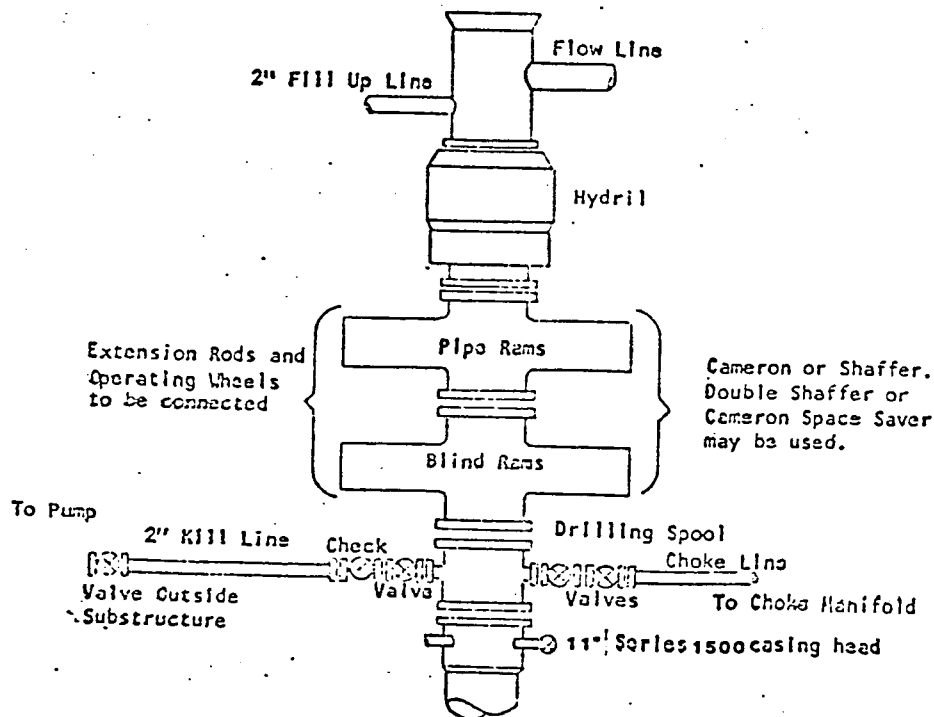 Flow Line
2" Fill Up Line
Hydril
Pipe Rams
Extension Rods and
Operating Wheels
to be connected
Cameron or Shaffer.
Double Shaffer or
Cameron Space Saver
may be used.
Blind Rams
To Pump
2" Kill Line
Check
Drilling Spool
Choke Line
Valve
Valves
To Choke Manifold
Valve Outside
Substructure
11" Series 1500 casing head